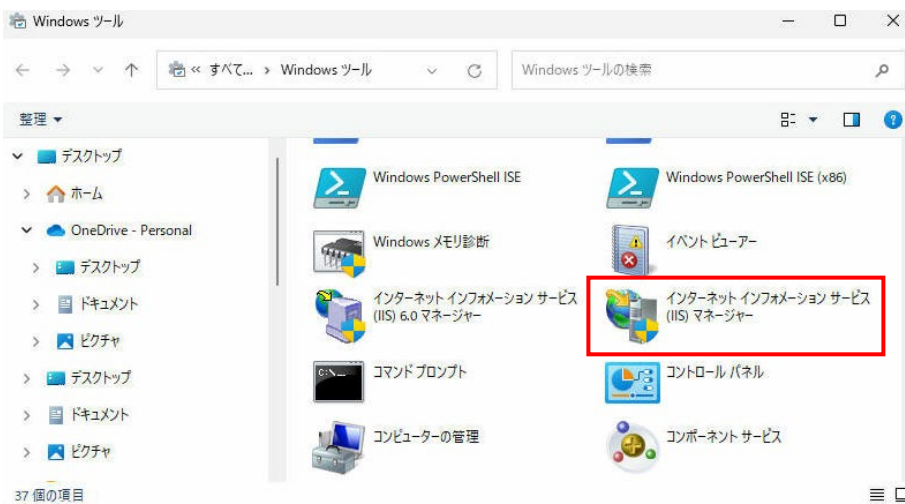 Windows ツール
« すべて... › Windows ツール
Windows ツールの検索
整理
デスクトップ
ホーム
OneDrive - Personal
デスクトップ
ドキュメント
ピクチャ
デスクトップ
ドキュメント
ピクチャ
Windows PowerShell ISE
Windows PowerShell ISE (x86)
Windows メモリ診断
イベント ビューアー
インターネット インフォメーション サービス
(IIS) 6.0 マネージャー
インターネット インフォメーション サービス
(IIS) マネージャー
コマンド プロンプト
コントロール パネル
コンピューターの管理
コンポーネント サービス
37 個の項目